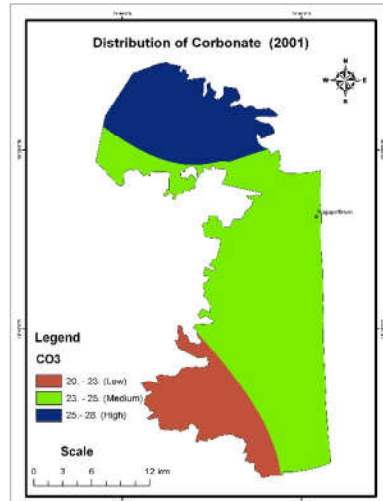 Distribution of Corbonate (2001)
N
W E
S
Legend
CO3
20. - 23. (Low)
23. - 25. (Medium)
25.- 28. (High)
Scale
0 3 6 9 12 km